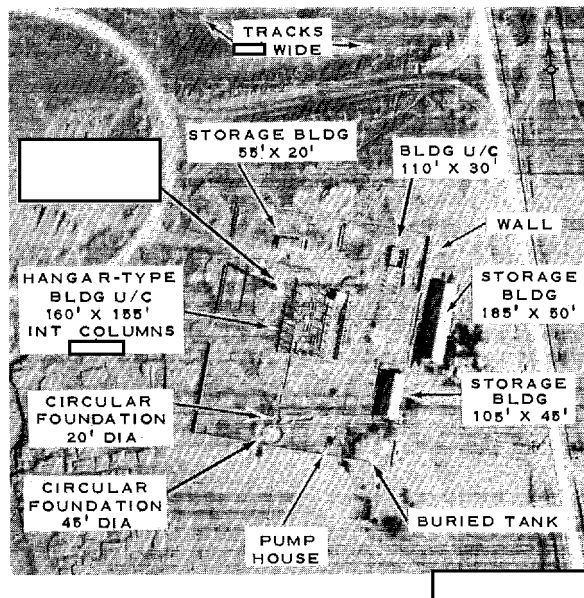 TRACKS
WIDE
N
STORAGE BLDG
55' X 20'
BLDG U/C
110' X 30'
WALL
HANGAR-TYPE
BLDG U/C
160' X 155'
INT COLUMNS
STORAGE
BLDG
185' X 50'
STORAGE
BLDG
105' X 45'
CIRCULAR
FOUNDATION
20' DIA
CIRCULAR
FOUNDATION
45' DIA
PUMP
HOUSE
BURIED TANK